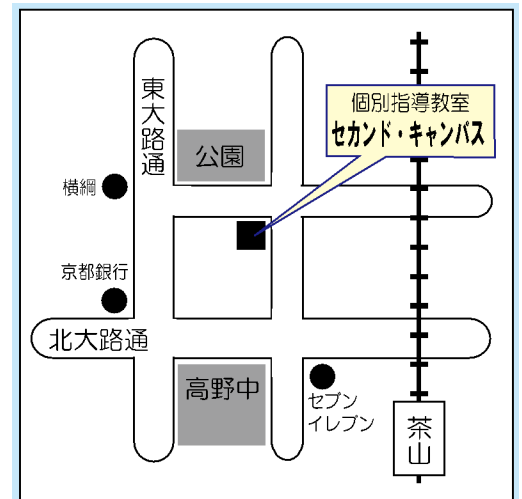 東大路通
個別指導教室
セカンド・キャンパス
公園
横綱
京都銀行
北大路通
高野中
セブン
イレブン
茶山